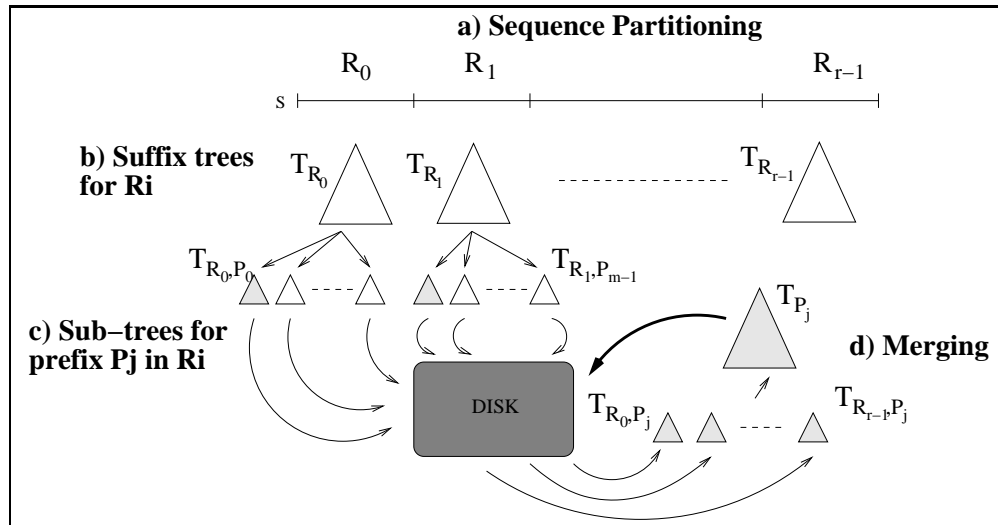 a) Sequence Partitioning
R0 R1 Rr−1
s
b) Suffix trees
for Ri
TR0 TR1 TRr−1
TR0,P0 TR1,Pm−1
c) Sub−trees for
prefix Pj in Ri
TPj
d) Merging
DISK
TR0,Pj TRr−1,Pj